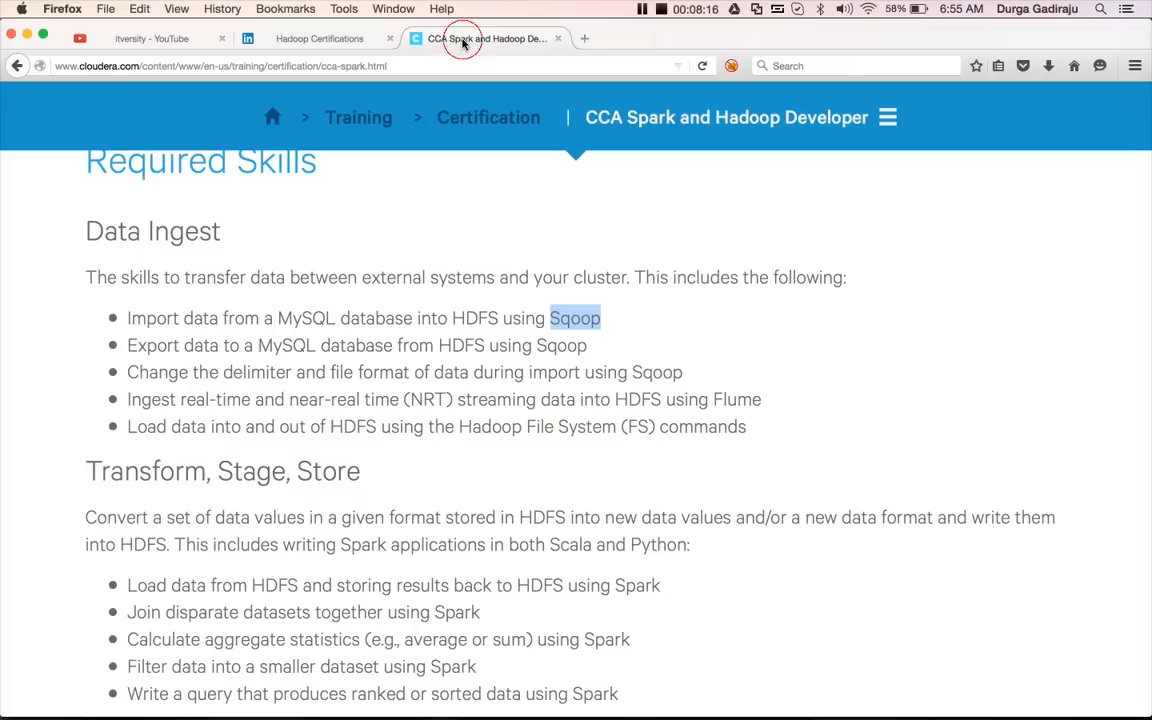 Firefox File Edit View History Bookmarks Tools Window Help 00:08:16 58% 6:55 AM Durga Gadiraju
itversity - YouTube Hadoop Certifications CCA Spark and Hadoop De...
www.cloudera.com/content/www/en-us/training/certification/cca-spark.html Search
> Training > Certification | CCA Spark and Hadoop Developer
Required Skills
Data Ingest
The skills to transfer data between external systems and your cluster. This includes the following:
• Import data from a MySQL database into HDFS using Sqoop
• Export data to a MySQL database from HDFS using Sqoop
• Change the delimiter and file format of data during import using Sqoop
• Ingest real-time and near-real time (NRT) streaming data into HDFS using Flume
• Load data into and out of HDFS using the Hadoop File System (FS) commands
Transform, Stage, Store
Convert a set of data values in a given format stored in HDFS into new data values and/or a new data format and write them
into HDFS. This includes writing Spark applications in both Scala and Python:
• Load data from HDFS and storing results back to HDFS using Spark
• Join disparate datasets together using Spark
• Calculate aggregate statistics (e.g., average or sum) using Spark
• Filter data into a smaller dataset using Spark
• Write a query that produces ranked or sorted data using Spark